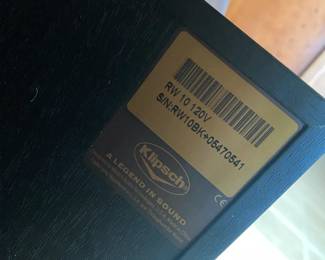 RW 10 120V
S/N:RW10BK+05470541
Klipsch
A LEGEND IN SOUND
CE